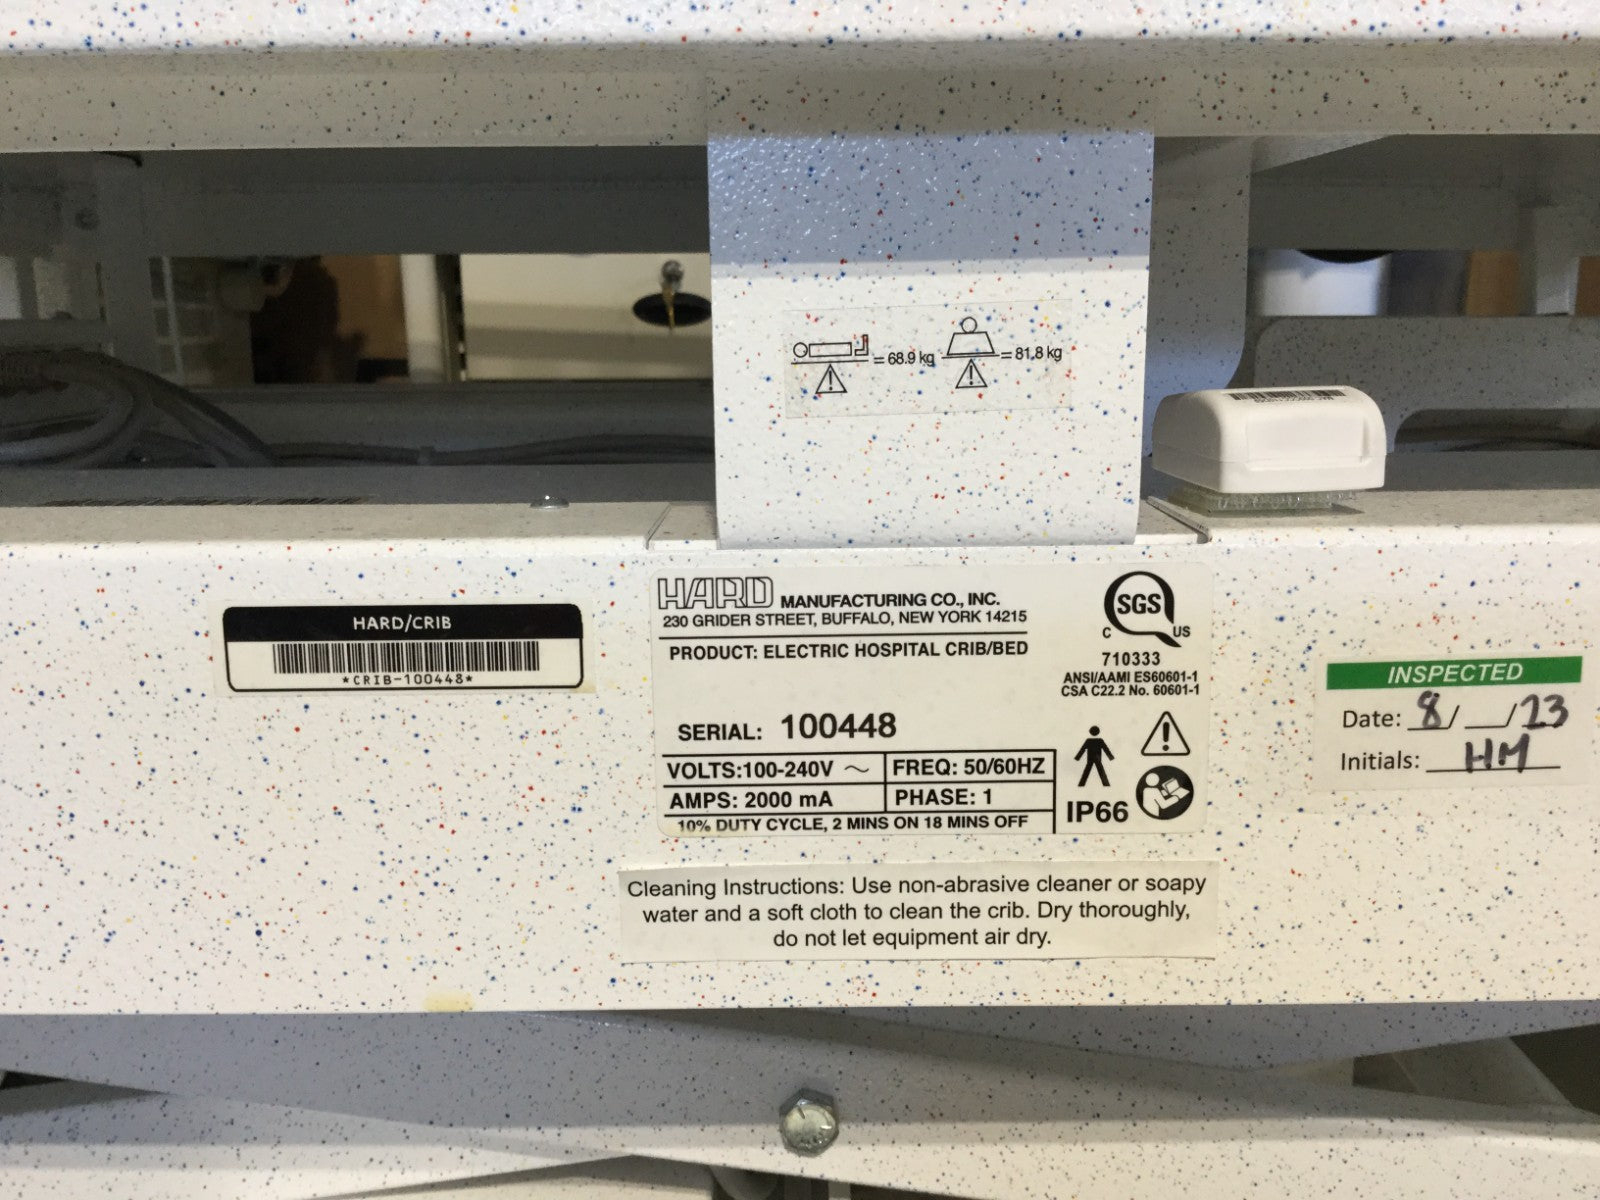 = 68.9 kg = 81.8 kg
HARD/CRIB
*CRIB-100448*
HARD MANUFACTURING CO., INC.
230 GRIDER STREET, BUFFALO, NEW YORK 14215
PRODUCT: ELECTRIC HOSPITAL CRIB/BED
SERIAL: 100448
VOLTS:100-240V ~ FREQ: 50/60HZ
AMPS: 2000 mA PHASE: 1
10% DUTY CYCLE, 2 MINS ON 18 MINS OFF
SGS
C US
710333
ANSI/AAMI ES60601-1
CSA C22.2 No. 60601-1
IP66
INSPECTED
Date: 8/__/23
Initials: HM
Cleaning Instructions: Use non-abrasive cleaner or soapy
water and a soft cloth to clean the crib. Dry thoroughly,
do not let equipment air dry.